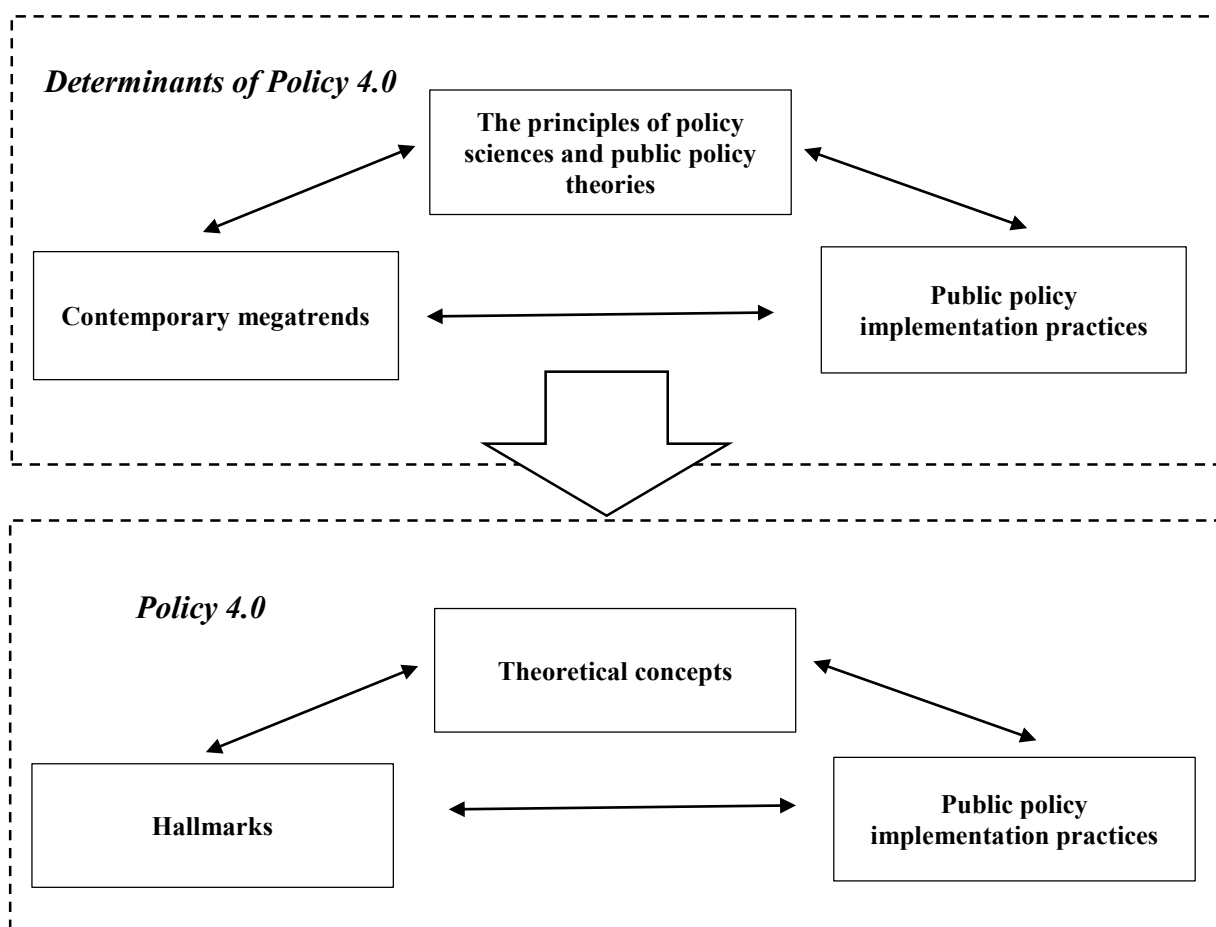 Determinants of Policy 4.0
The principles of policy
sciences and public policy
theories
Contemporary megatrends
Public policy
implementation practices
Policy 4.0
Theoretical concepts
Hallmarks
Public policy
implementation practices